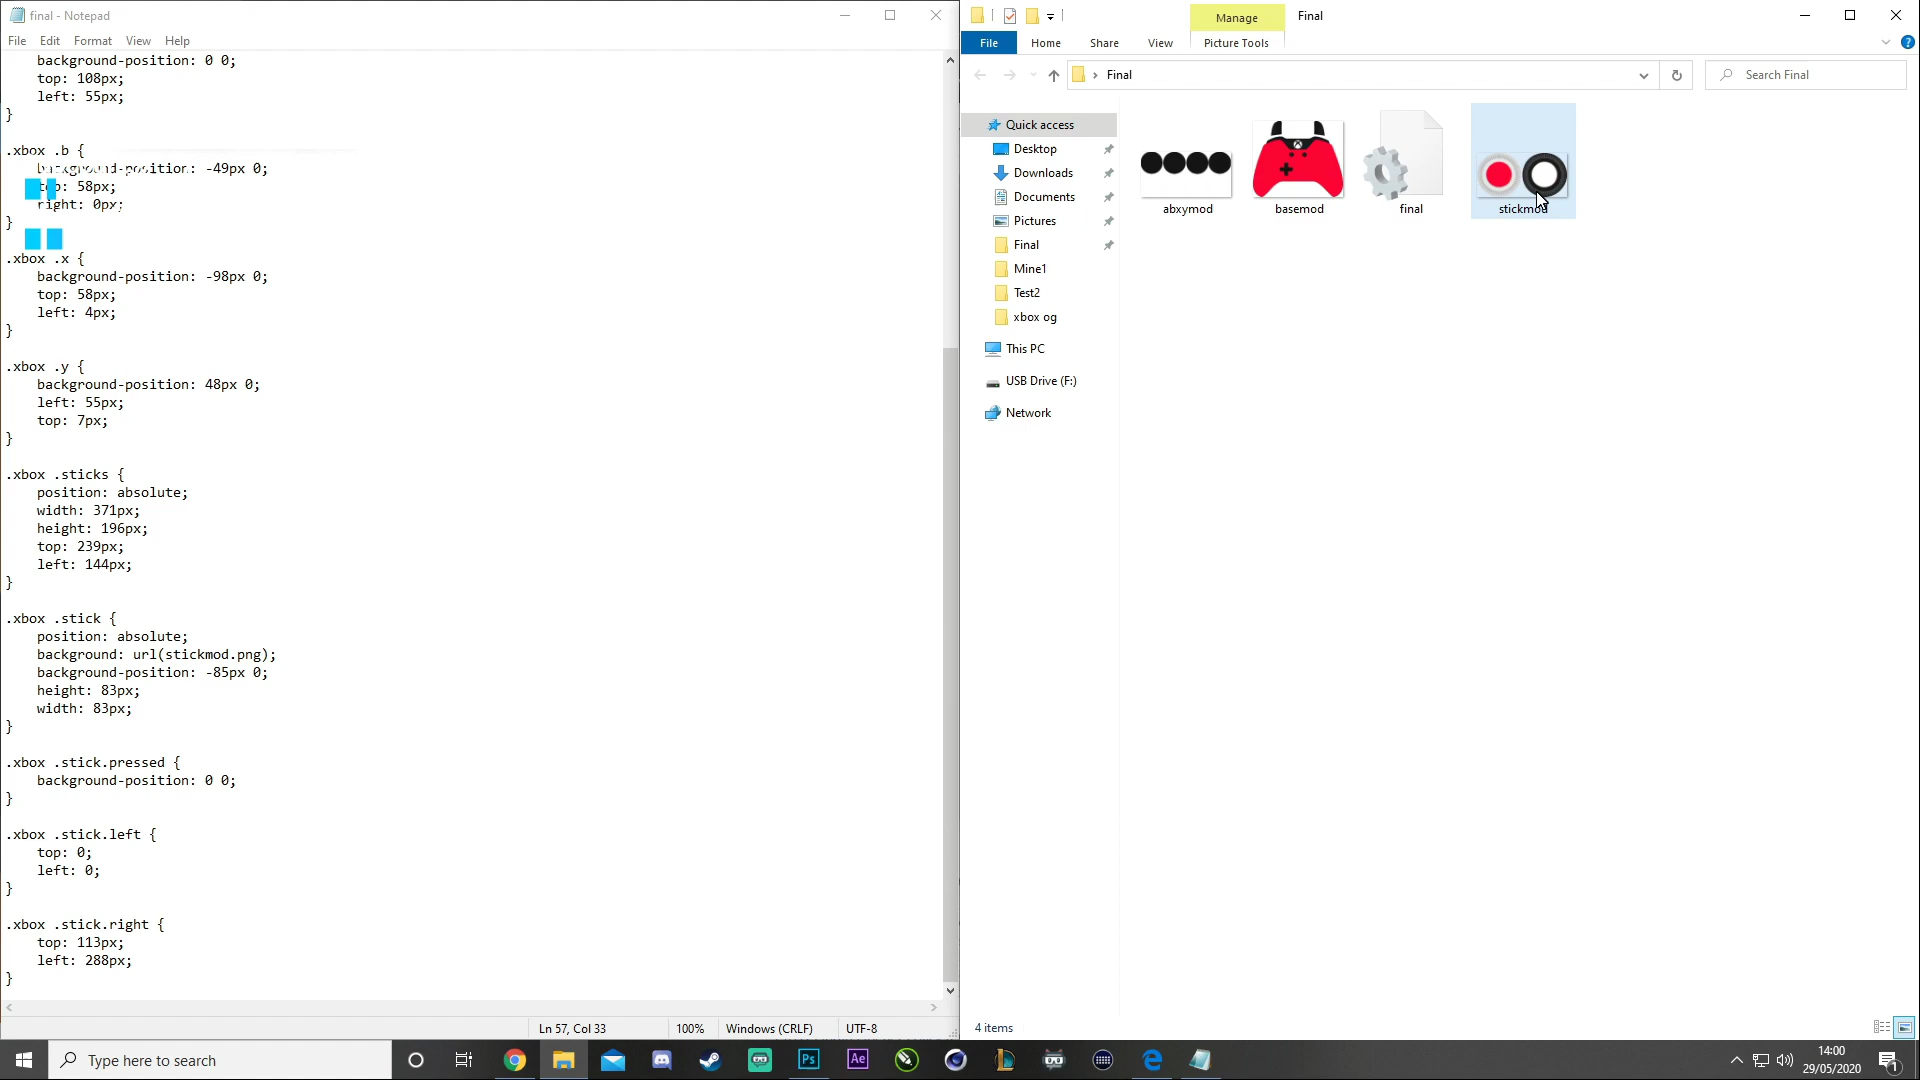 final - Notepad
File Edit Format View Help
background-position: 0 0;
top: 108px;
left: 55px;
}
.xbox .b {
background-position: -49px 0;
top: 58px;
right: 0px;
}
.xbox .x {
background-position: -98px 0;
top: 58px;
left: 4px;
}
.xbox .y {
background-position: 48px 0;
left: 55px;
top: 7px;
}
.xbox .sticks {
position: absolute;
width: 371px;
height: 196px;
top: 239px;
left: 144px;
}
.xbox .stick {
position: absolute;
background: url(stickmod.png);
background-position: -85px 0;
height: 83px;
width: 83px;
}
.xbox .stick.pressed {
background-position: 0 0;
}
.xbox .stick.left {
top: 0;
left: 0;
}
.xbox .stick.right {
top: 113px;
left: 288px;
}
Ln 57, Col 33 100% Windows (CRLF) UTF-8
Manage Final
File Home Share View Picture Tools
Final
Search Final
Quick access
Desktop
Downloads
Documents
Pictures
Final
Mine1
Test2
xbox og
This PC
USB Drive (F:)
Network
abxymod basemod final stickmod
4 items
Type here to search
Ps Ae
14:00
29/05/2020
1